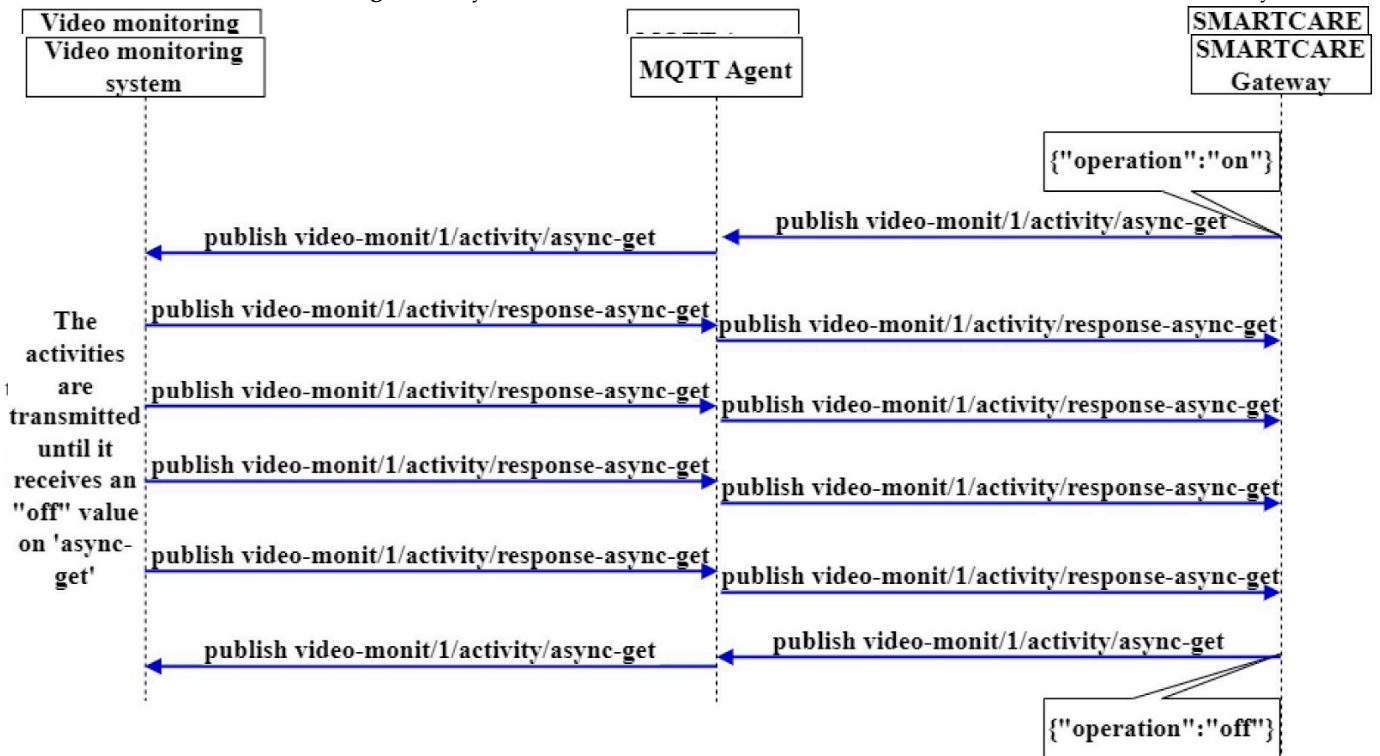 Video monitoring
SMARTCARE
Video monitoring
system
MQTT Agent
SMARTCARE
Gateway
{"operation":"on"}
publish video-monit/1/activity/async-get
publish video-monit/1/activity/async-get
publish video-monit/1/activity/response-async-get
publish video-monit/1/activity/response-async-get
The
activities
are
transmitted
until it
receives an
"off" value
on 'async-
get'
publish video-monit/1/activity/response-async-get
publish video-monit/1/activity/response-async-get
publish video-monit/1/activity/response-async-get
publish video-monit/1/activity/response-async-get
publish video-monit/1/activity/response-async-get
publish video-monit/1/activity/response-async-get
publish video-monit/1/activity/async-get
publish video-monit/1/activity/async-get
{"operation":"off"}